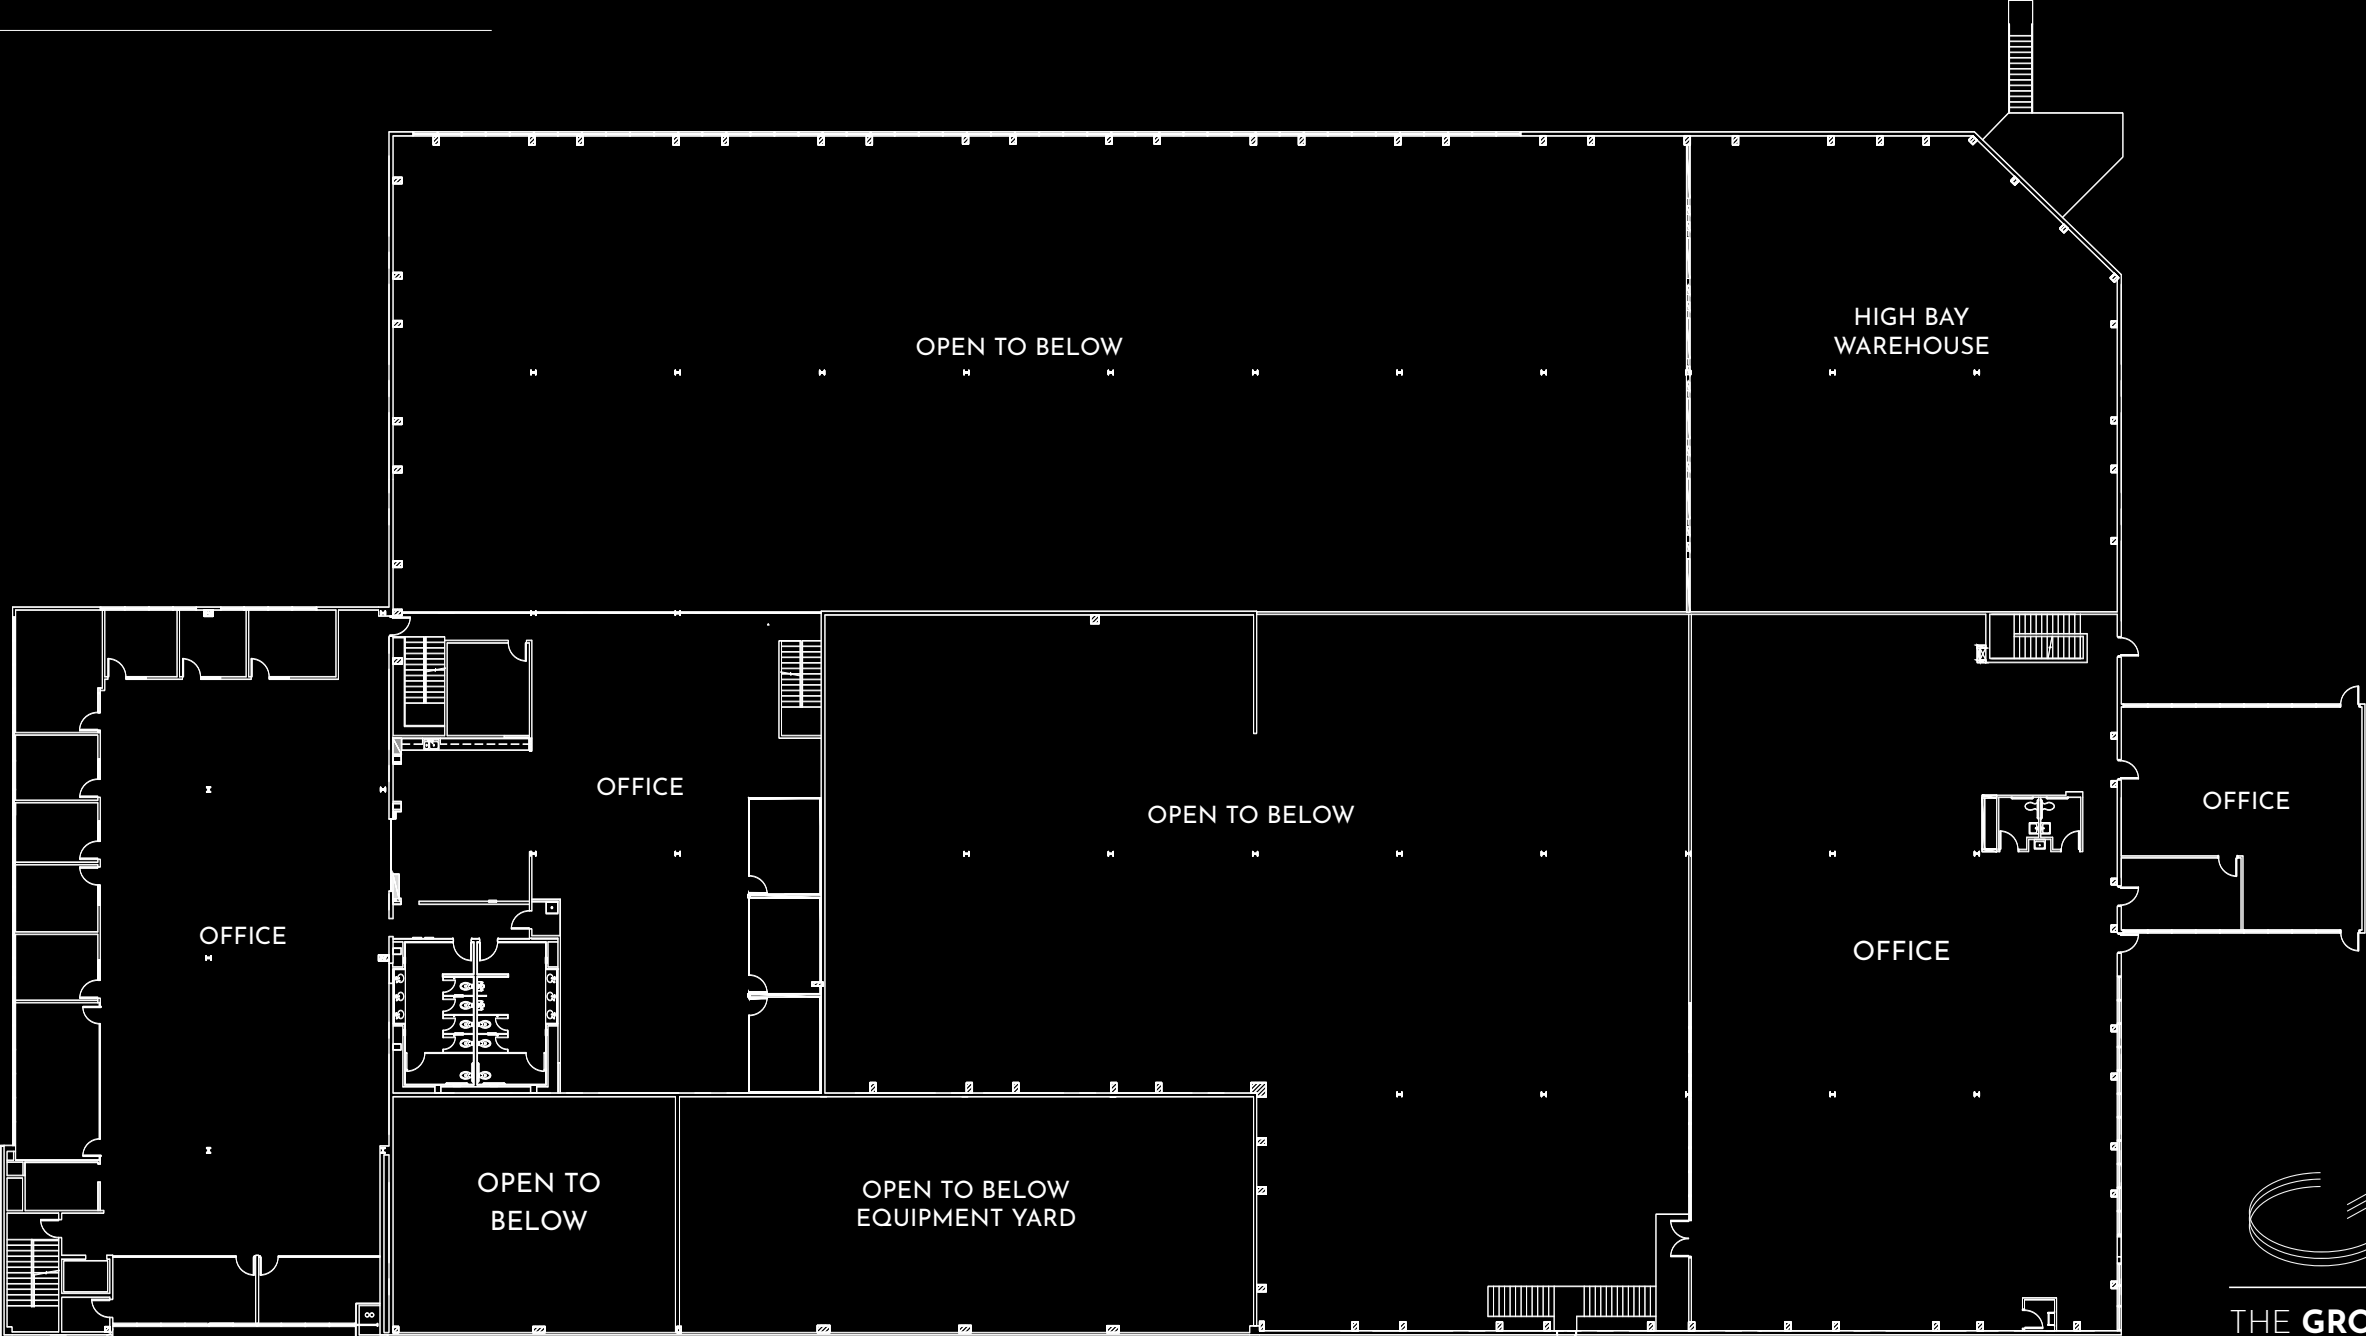 OPEN TO BELOW
HIGH BAY
WAREHOUSE
OFFICE
OPEN TO BELOW
OFFICE
OFFICE
OFFICE
OPEN TO
BELOW
OPEN TO BELOW
EQUIPMENT YARD
THE GRO